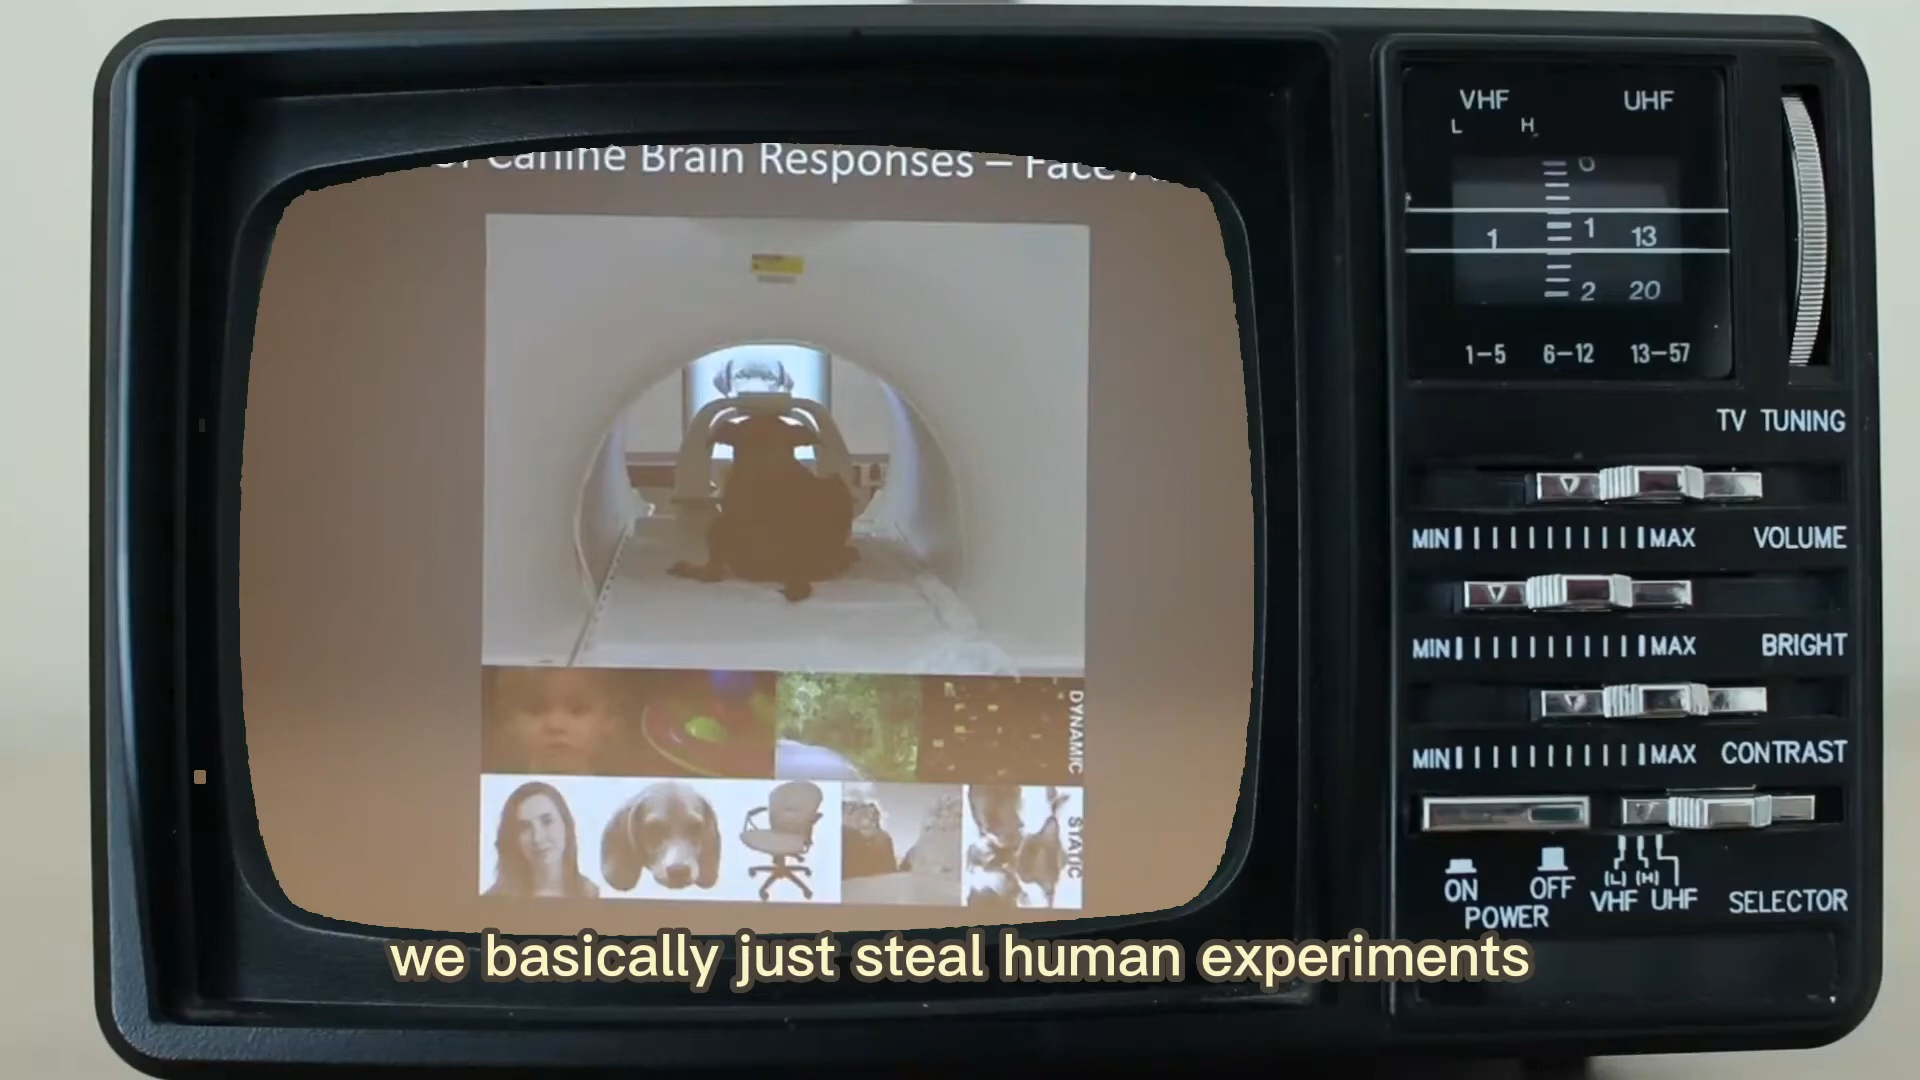 Canine Brain Responses – Face
DYNAMIC
STATIC
we basically just steal human experiments
VHF UHF
L H
0
1 1 13
2 20
1–5 6–12 13–57
TV TUNING
MIN MAX VOLUME
MIN MAX BRIGHT
MIN MAX CONTRAST
ON OFF
POWER
(L) (H)
VHF UHF
SELECTOR